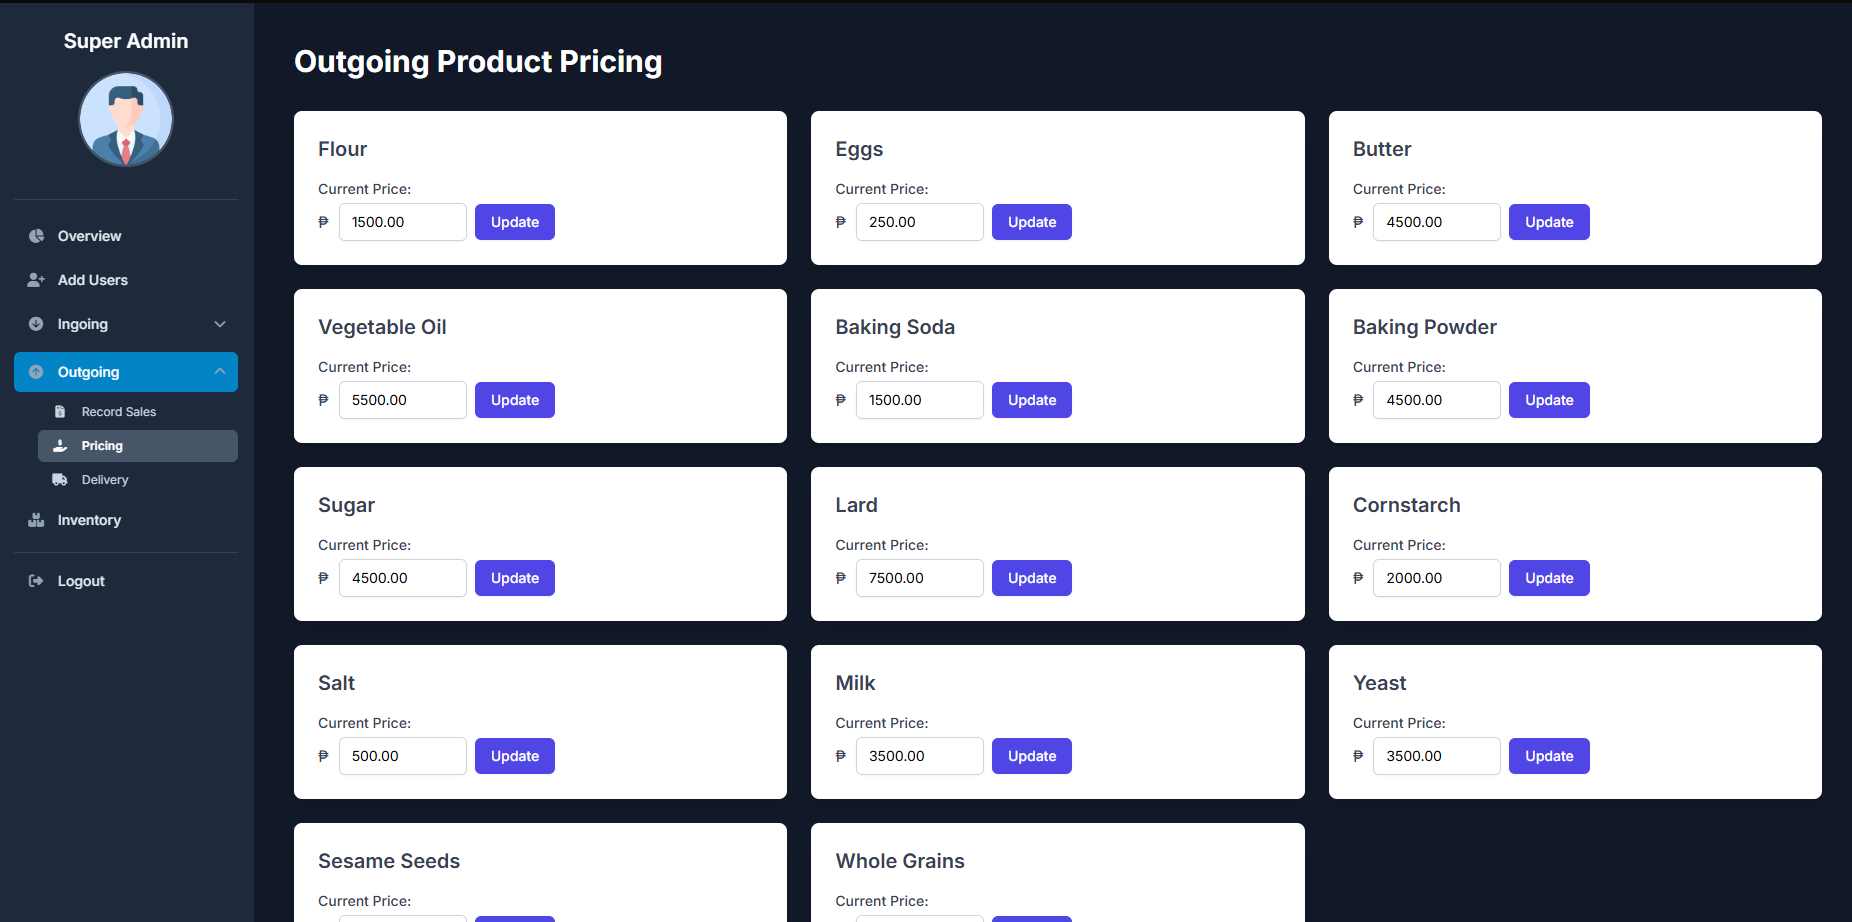 Super Admin
Overview
Add Users
Ingoing
Outgoing
Record Sales
Pricing
Delivery
Inventory
Logout
Outgoing Product Pricing
Flour
Current Price:
₱ 1500.00 Update
Eggs
Current Price:
₱ 250.00 Update
Butter
Current Price:
₱ 4500.00 Update
Vegetable Oil
Current Price:
₱ 5500.00 Update
Baking Soda
Current Price:
₱ 1500.00 Update
Baking Powder
Current Price:
₱ 4500.00 Update
Sugar
Current Price:
₱ 4500.00 Update
Lard
Current Price:
₱ 7500.00 Update
Cornstarch
Current Price:
₱ 2000.00 Update
Salt
Current Price:
₱ 500.00 Update
Milk
Current Price:
₱ 3500.00 Update
Yeast
Current Price:
₱ 3500.00 Update
Sesame Seeds
Current Price:
Whole Grains
Current Price: